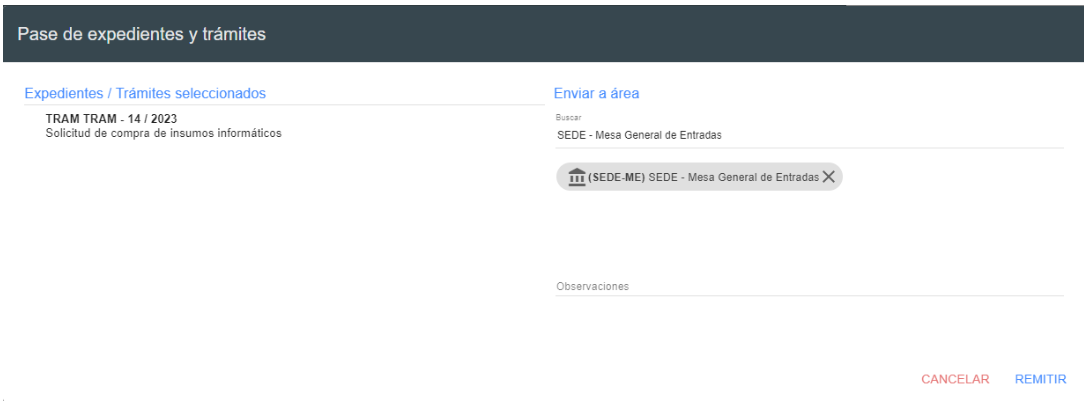 Pase de expedientes y trámites
Expedientes / Trámites seleccionados
TRAM TRAM - 14 / 2023
Solicitud de compra de insumos informáticos
Enviar a área
Buscar
SEDE - Mesa General de Entradas
(SEDE-ME) SEDE - Mesa General de Entradas
Observaciones
CANCELAR REMITIR